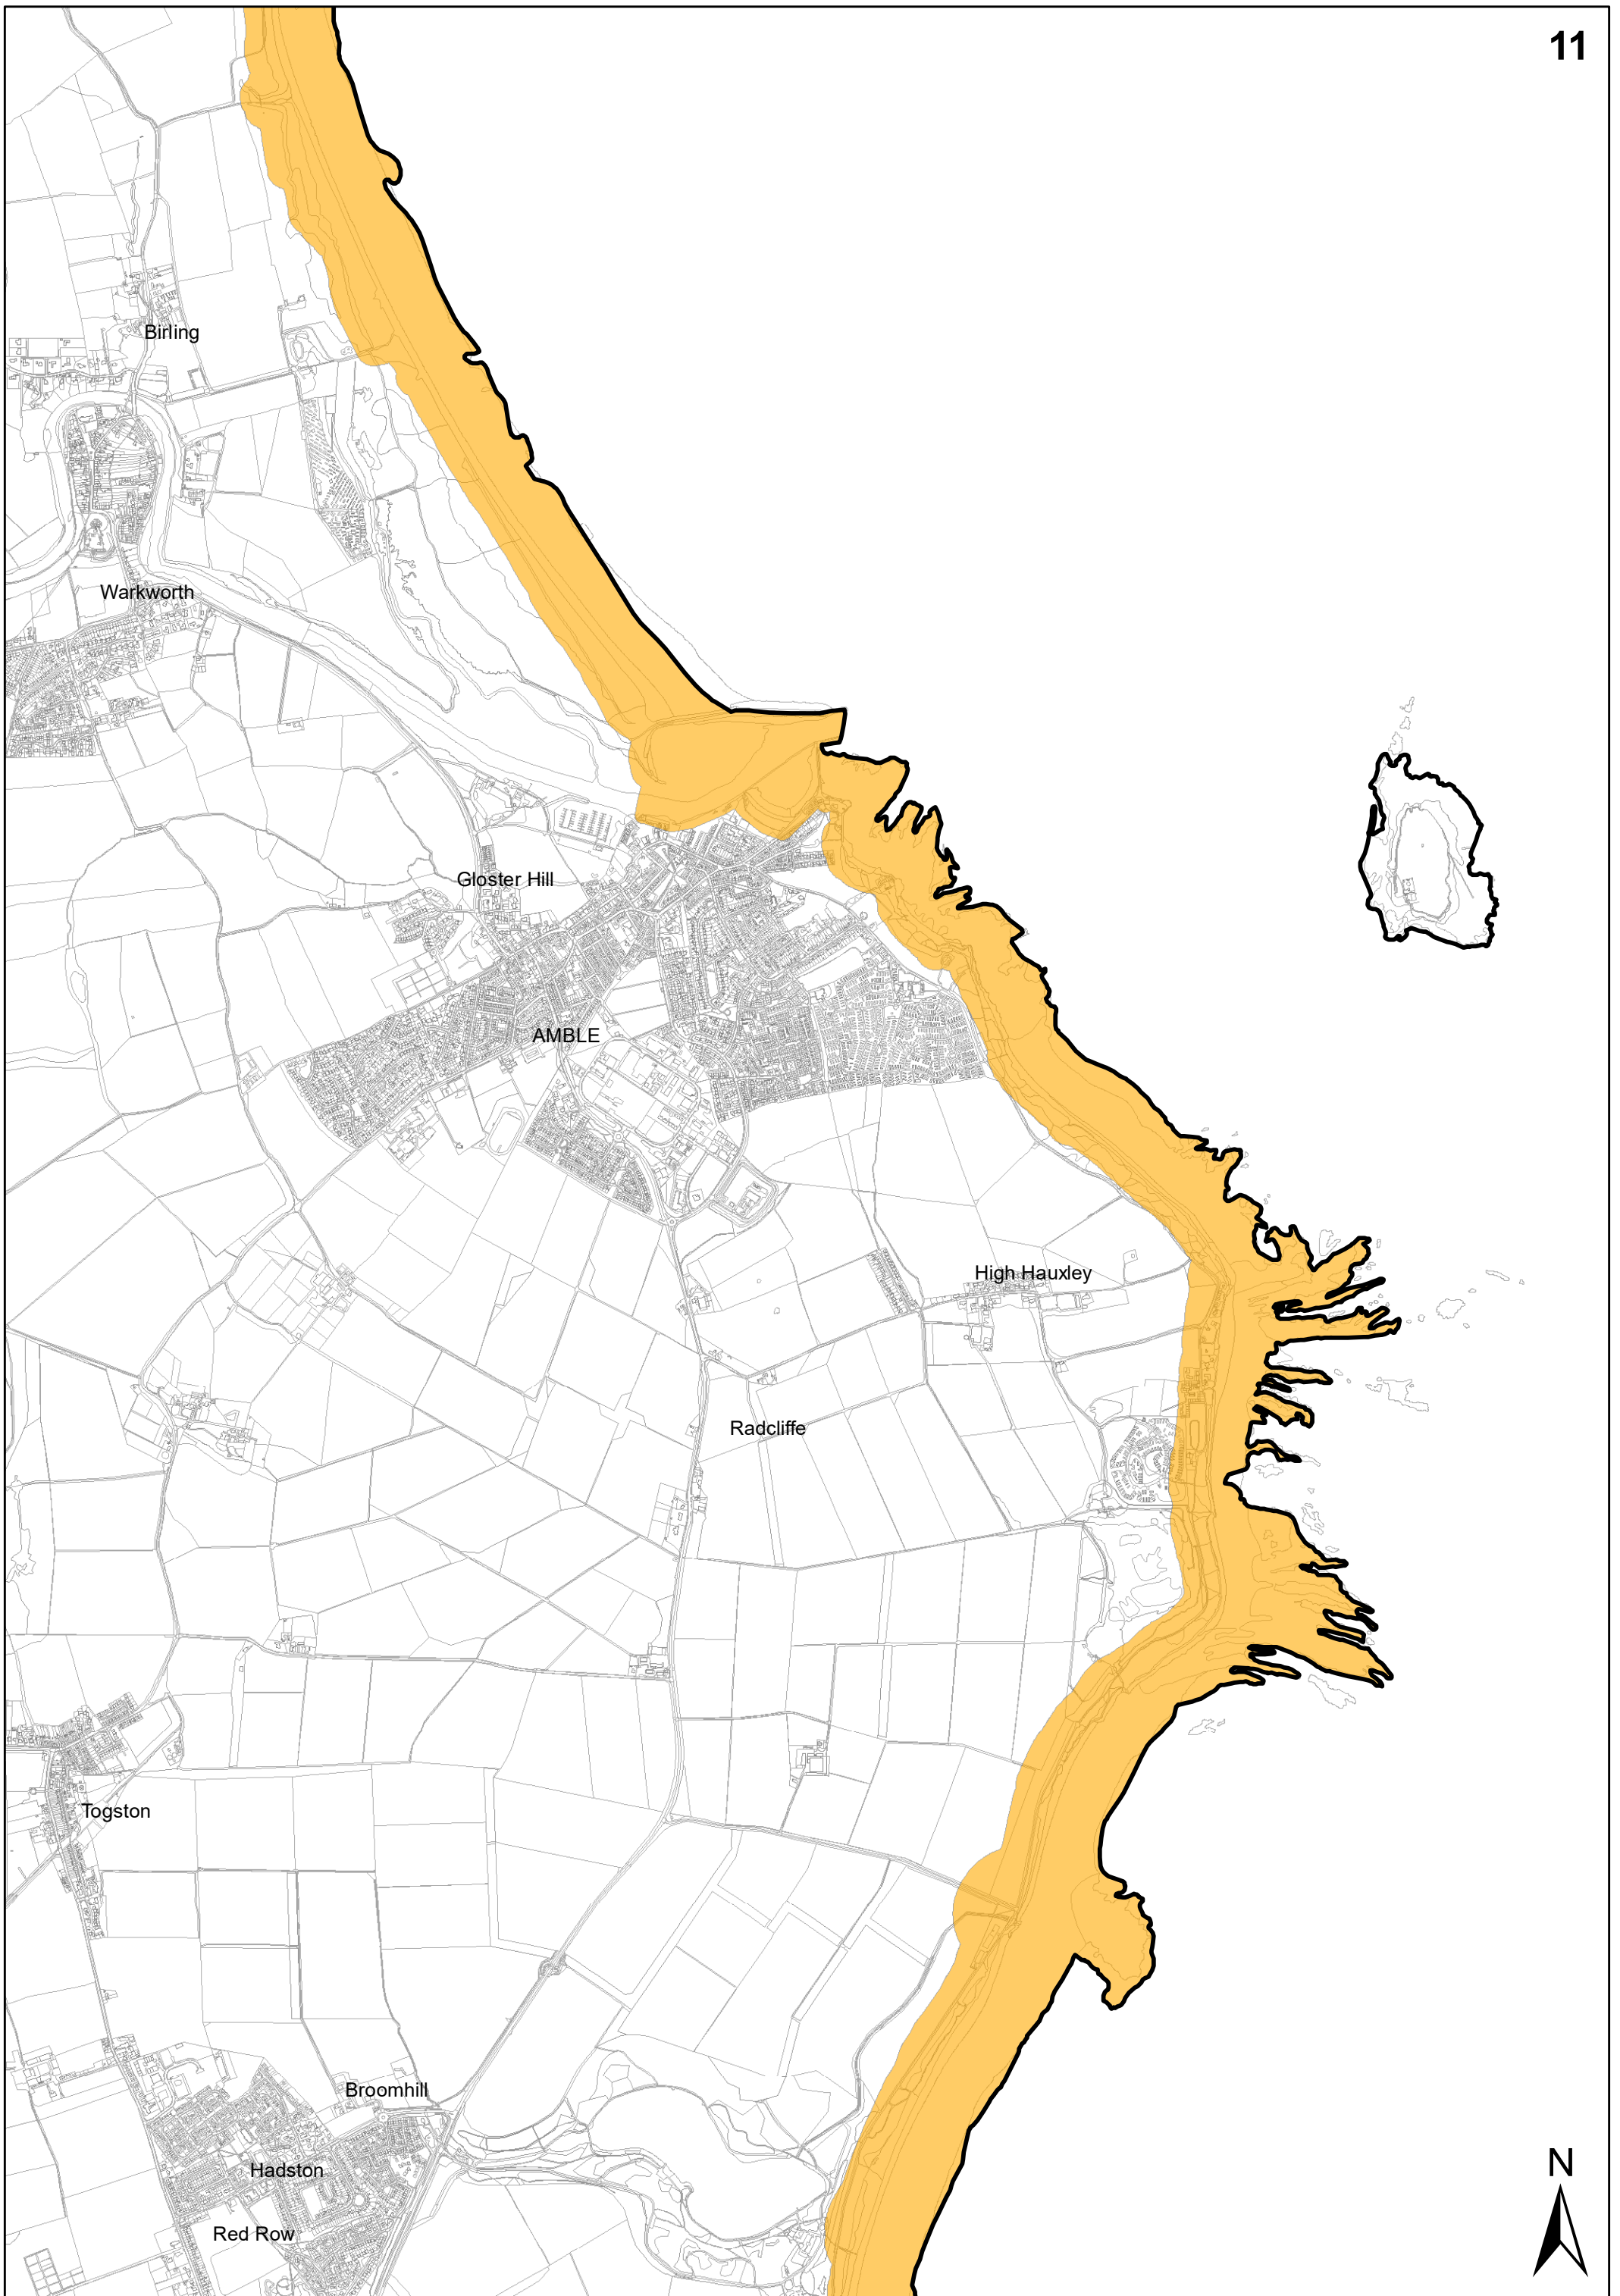 11
Birling
Warkworth
Gloster Hill
AMBLE
High Hauxley
Radcliffe
Togston
Broomhill
Hadston
Red Row
N